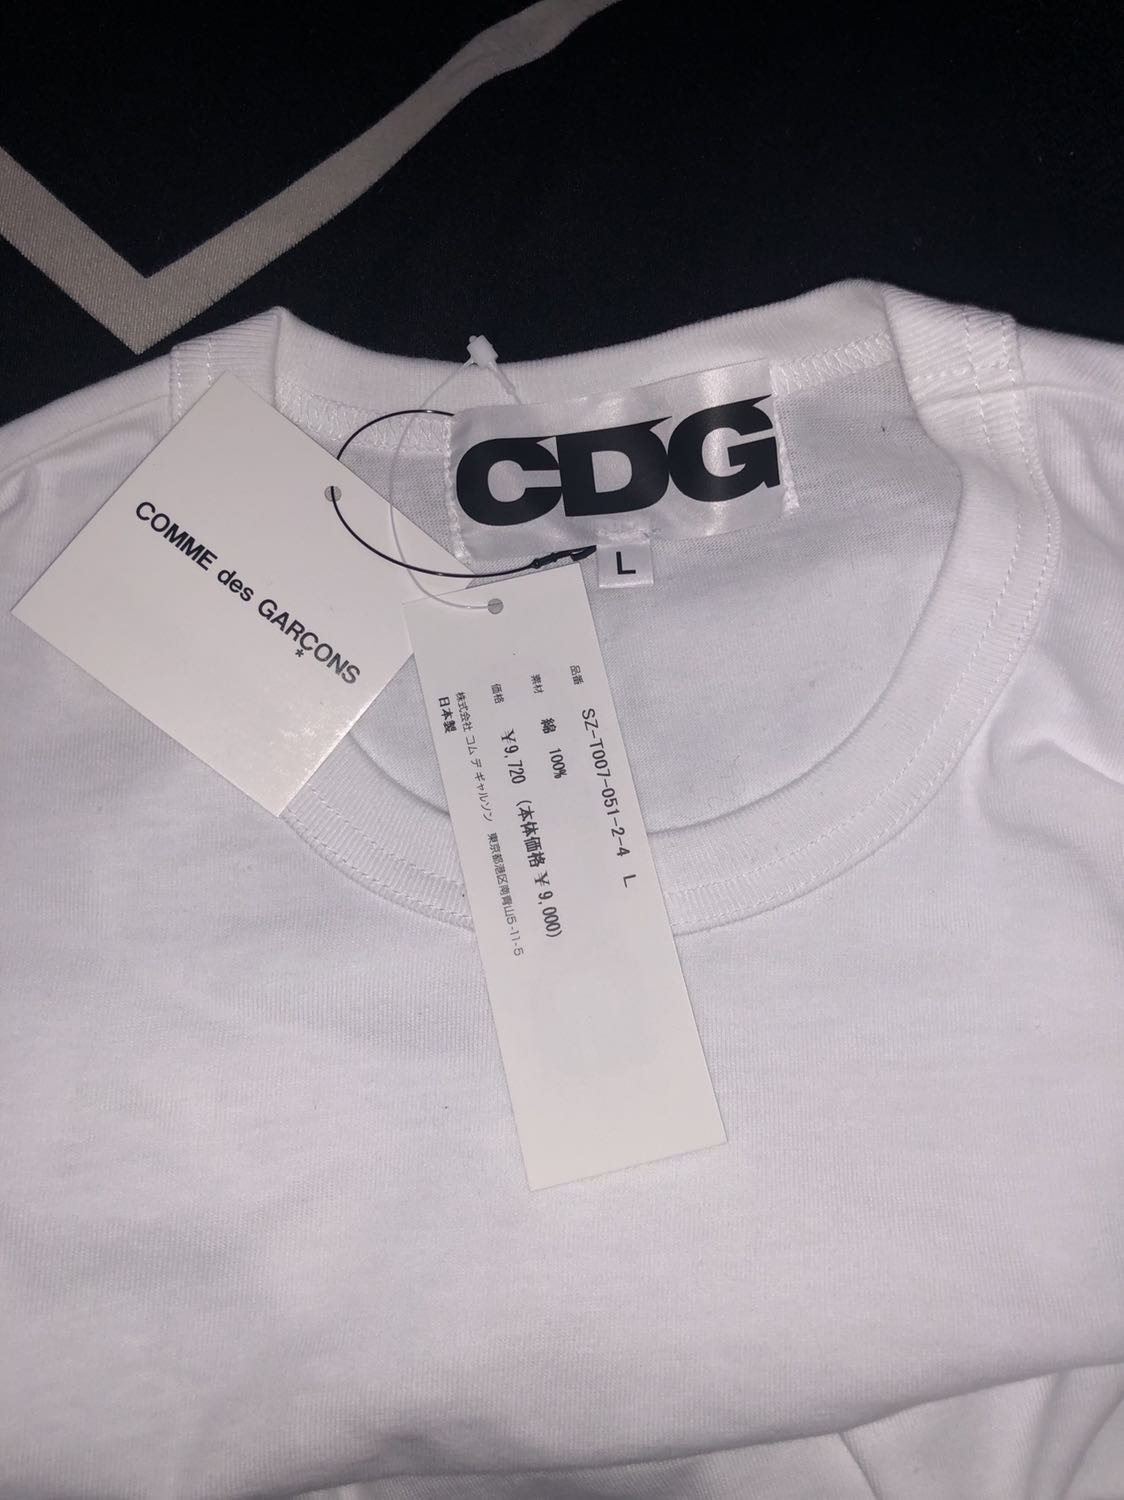 CDG
L
COMME des GARÇONS
*
品番 SZ-T007-051-2-4 L
素材 綿 100%
価格 ¥9,720 (本体価格 ¥9,000)
株式会社 コム デ ギャルソン 東京都港区南青山5-11-5
日本製